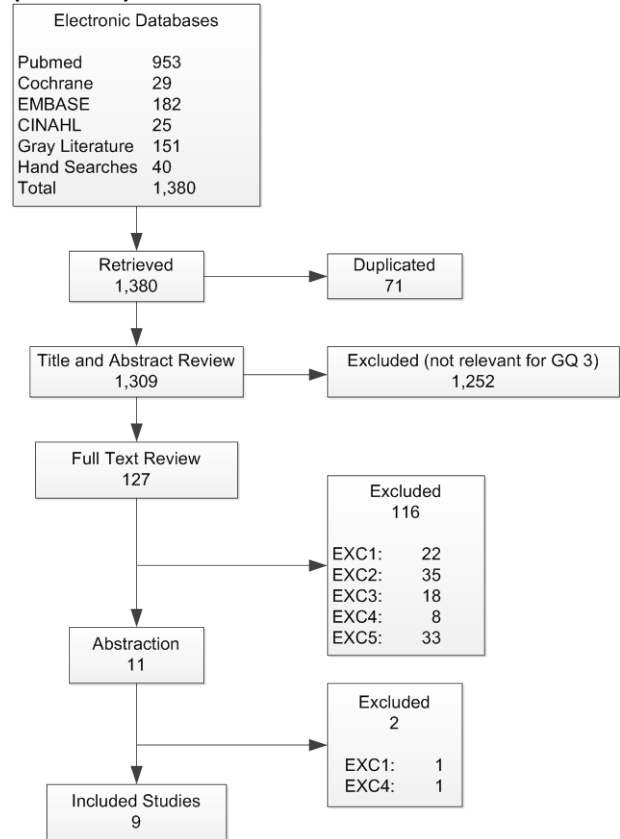 Electronic Databases
Pubmed 953
Cochrane 29
EMBASE 182
CINAHL 25
Gray Literature 151
Hand Searches 40
Total 1,380
Retrieved
1,380
Duplicated
71
Title and Abstract Review
1,309
Excluded (not relevant for GQ 3)
1,252
Full Text Review
127
Excluded
116
EXC1: 22
EXC2: 35
EXC3: 18
EXC4: 8
EXC5: 33
Abstraction
11
Excluded
2
EXC1: 1
EXC4: 1
Included Studies
9